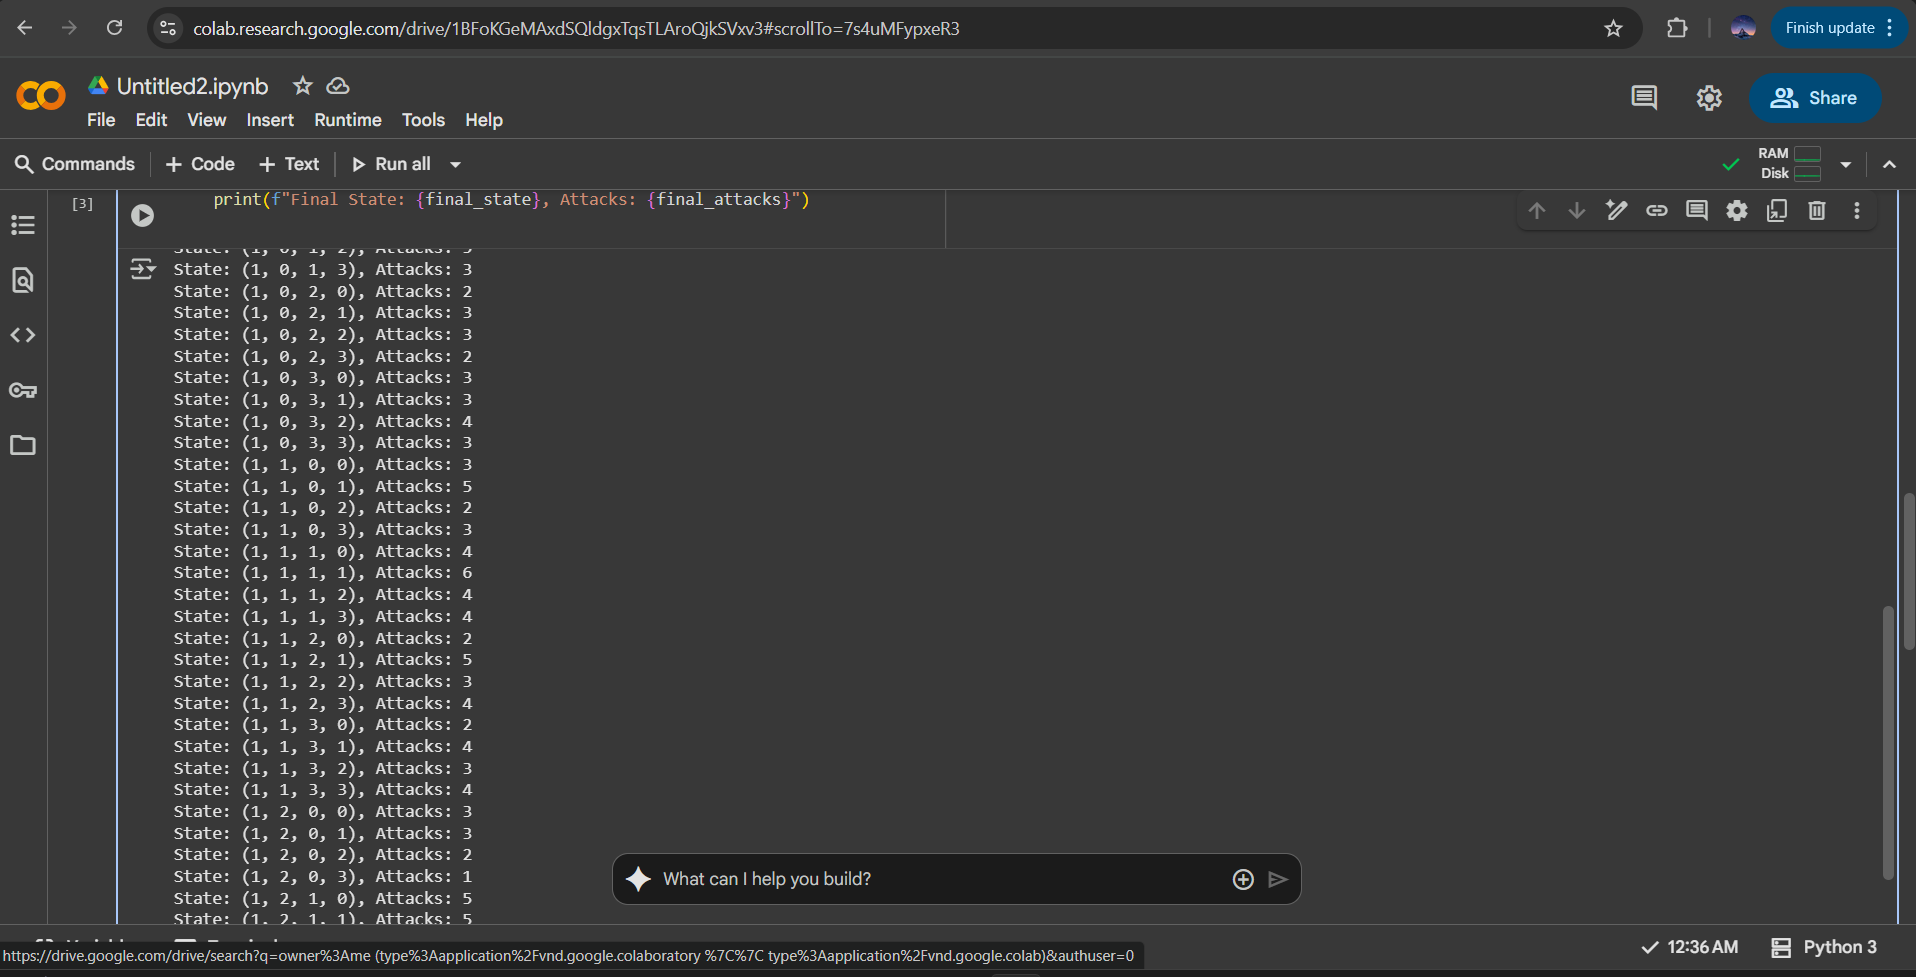 colab.research.google.com/drive/1BFoKGeMAxdSQldgxTqsTLAroQjkSVxv3#scrollTo=7s4uMFypxeR3
Finish update
Untitled2.ipynb
File Edit View Insert Runtime Tools Help
Share
Commands + Code + Text Run all
RAM
Disk
[3]
print(f"Final State: {final_state}, Attacks: {final_attacks}")
State: (1, 0, 1, 2), Attacks: 3
State: (1, 0, 1, 3), Attacks: 3
State: (1, 0, 2, 0), Attacks: 2
State: (1, 0, 2, 1), Attacks: 3
State: (1, 0, 2, 2), Attacks: 3
State: (1, 0, 2, 3), Attacks: 2
State: (1, 0, 3, 0), Attacks: 3
State: (1, 0, 3, 1), Attacks: 3
State: (1, 0, 3, 2), Attacks: 4
State: (1, 0, 3, 3), Attacks: 3
State: (1, 1, 0, 0), Attacks: 3
State: (1, 1, 0, 1), Attacks: 5
State: (1, 1, 0, 2), Attacks: 2
State: (1, 1, 0, 3), Attacks: 3
State: (1, 1, 1, 0), Attacks: 4
State: (1, 1, 1, 1), Attacks: 6
State: (1, 1, 1, 2), Attacks: 4
State: (1, 1, 1, 3), Attacks: 4
State: (1, 1, 2, 0), Attacks: 2
State: (1, 1, 2, 1), Attacks: 5
State: (1, 1, 2, 2), Attacks: 3
State: (1, 1, 2, 3), Attacks: 4
State: (1, 1, 3, 0), Attacks: 2
State: (1, 1, 3, 1), Attacks: 4
State: (1, 1, 3, 2), Attacks: 3
State: (1, 1, 3, 3), Attacks: 4
State: (1, 2, 0, 0), Attacks: 3
State: (1, 2, 0, 1), Attacks: 3
State: (1, 2, 0, 2), Attacks: 2
State: (1, 2, 0, 3), Attacks: 1
State: (1, 2, 1, 0), Attacks: 5
State: (1, 2, 1, 1), Attacks: 5
What can I help you build?
https://drive.google.com/drive/search?q=owner%3Ame (type%3Aapplication%2Fvnd.google.colaboratory %7C%7C type%3Aapplication%2Fvnd.google.colab)&authuser=0
12:36 AM
Python 3